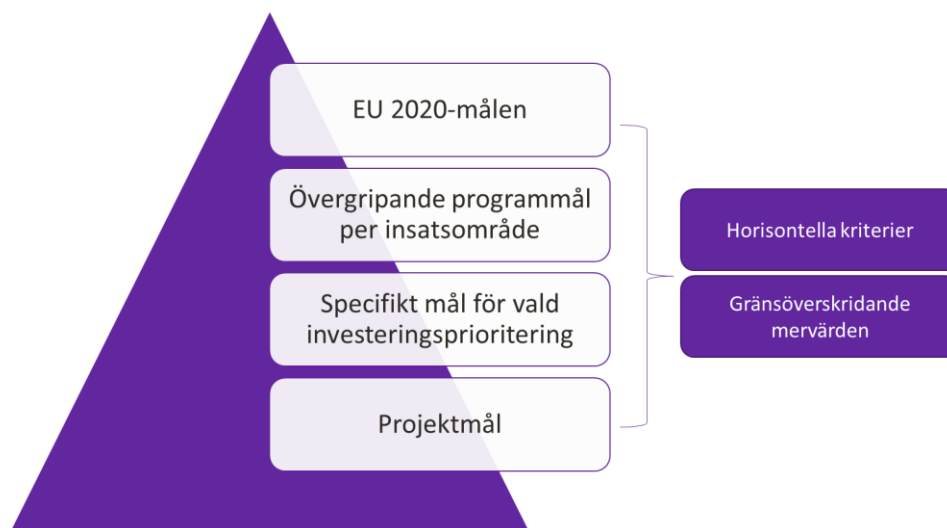 EU 2020-målen
Övergripande programmål
per insatsområde
Specifikt mål för vald
investeringsprioritering
Projektmål
Horisontella kriterier
Gränsöverskridande
mervärden